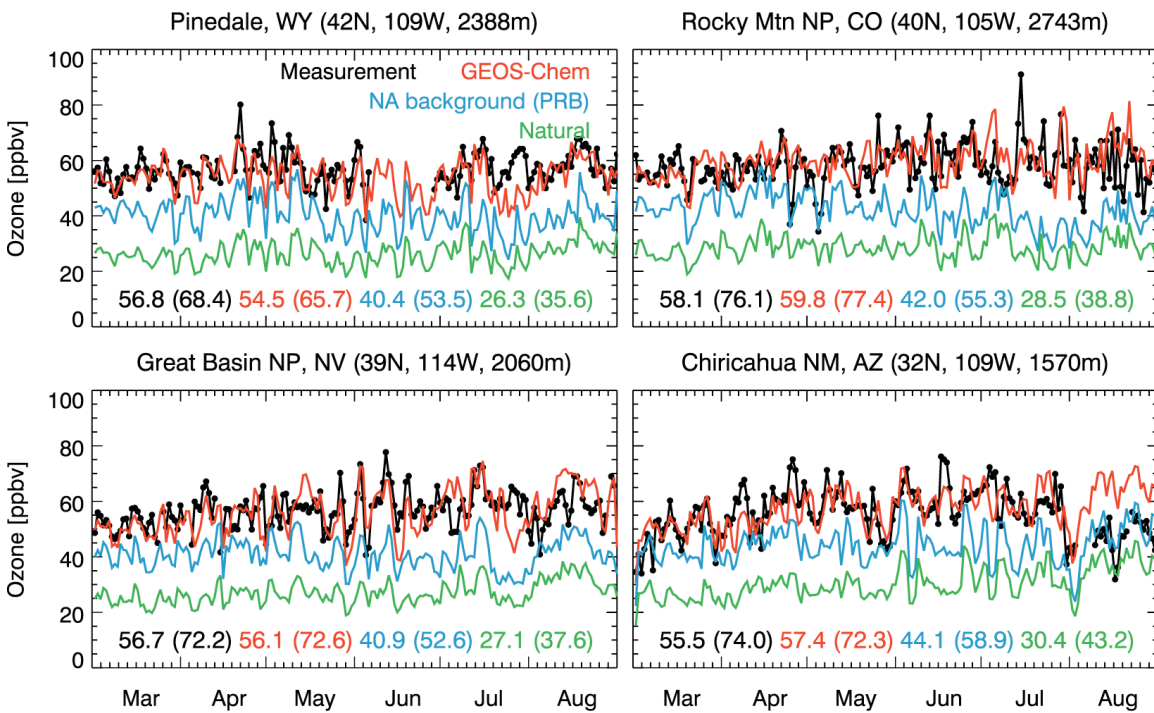 Pinedale, WY (42N, 109W, 2388m)
Rocky Mtn NP, CO (40N, 105W, 2743m)
Ozone [ppbv]
100
80
60
40
20
0
Measurement GEOS-Chem
NA background (PRB)
Natural
56.8 (68.4) 54.5 (65.7) 40.4 (53.5) 26.3 (35.6)
58.1 (76.1) 59.8 (77.4) 42.0 (55.3) 28.5 (38.8)
Great Basin NP, NV (39N, 114W, 2060m)
Chiricahua NM, AZ (32N, 109W, 1570m)
Ozone [ppbv]
100
80
60
40
20
0
56.7 (72.2) 56.1 (72.6) 40.9 (52.6) 27.1 (37.6)
55.5 (74.0) 57.4 (72.3) 44.1 (58.9) 30.4 (43.2)
Mar Apr May Jun Jul Aug
Mar Apr May Jun Jul Aug